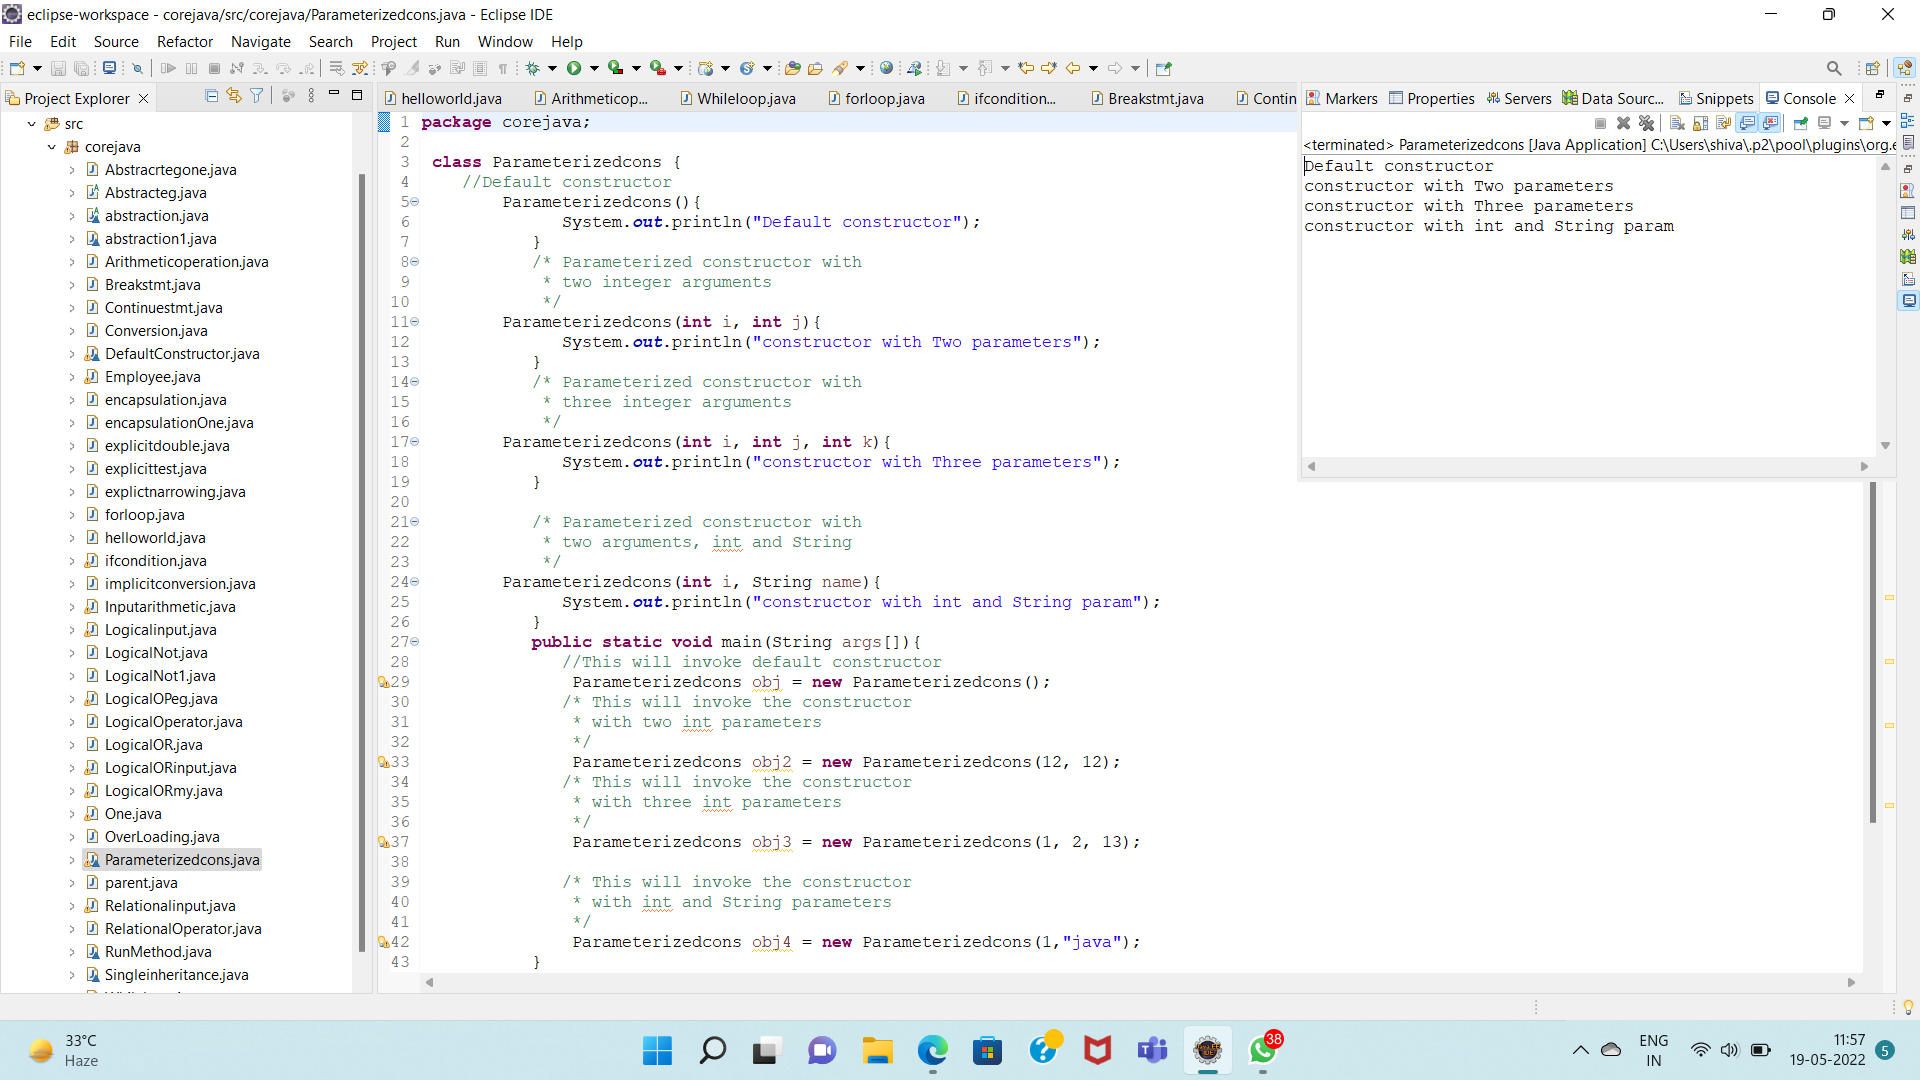 eclipse-workspace - corejava/src/corejava/Parameterizedcons.java - Eclipse IDE
File Edit Source Refactor Navigate Search Project Run Window Help
Project Explorer
src
corejava
Abstracrtegone.java
Abstracteg.java
abstraction.java
abstraction1.java
Arithmeticoperation.java
Breakstmt.java
Continuestmt.java
Conversion.java
DefaultConstructor.java
Employee.java
encapsulation.java
encapsulationOne.java
explicitdouble.java
explicittest.java
explictnarrowing.java
forloop.java
helloworld.java
ifcondition.java
implicitconversion.java
Inputarithmetic.java
Logicalinput.java
LogicalNot.java
LogicalNot1.java
LogicalOPeg.java
LogicalOperator.java
LogicalOR.java
LogicalORinput.java
LogicalORmy.java
One.java
OverLoading.java
Parameterizedcons.java
parent.java
Relationalinput.java
RelationalOperator.java
RunMethod.java
Singleinheritance.java
helloworld.java Arithmeticop... Whileloop.java forloop.java ifcondition... Breakstmt.java Contin
1 package corejava;
2
3 class Parameterizedcons {
4 //Default constructor
5 Parameterizedcons(){
6 System.out.println("Default constructor");
7 }
8 /* Parameterized constructor with
9 * two integer arguments
10 */
11 Parameterizedcons(int i, int j){
12 System.out.println("constructor with Two parameters");
13 }
14 /* Parameterized constructor with
15 * three integer arguments
16 */
17 Parameterizedcons(int i, int j, int k){
18 System.out.println("constructor with Three parameters");
19 }
20
21 /* Parameterized constructor with
22 * two arguments, int and String
23 */
24 Parameterizedcons(int i, String name){
25 System.out.println("constructor with int and String param");
26 }
27 public static void main(String args[]){
28 //This will invoke default constructor
29 Parameterizedcons obj = new Parameterizedcons();
30 /* This will invoke the constructor
31 * with two int parameters
32 */
33 Parameterizedcons obj2 = new Parameterizedcons(12, 12);
34 /* This will invoke the constructor
35 * with three int parameters
36 */
37 Parameterizedcons obj3 = new Parameterizedcons(1, 2, 13);
38
39 /* This will invoke the constructor
40 * with int and String parameters
41 */
42 Parameterizedcons obj4 = new Parameterizedcons(1,"java");
43 }
Markers Properties Servers Data Sourc... Snippets Console
<terminated> Parameterizedcons [Java Application] C:\Users\shiva\.p2\pool\plugins\org.e
Default constructor
constructor with Two parameters
constructor with Three parameters
constructor with int and String param
33°C
Haze
38
ENG
IN
11:57
19-05-2022
5